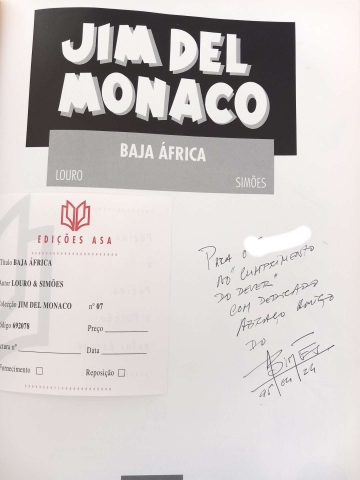 JIM DEL
MONACO
BAJA ÁFRICA
LOURO
SIMÕES
EDIÇÕES ASA
Título BAJA ÁFRICA
Autor LOURO & SIMÕES
Colecção JIM DEL MONACO nº 07
Código 692078
Preço
Data
Fornecimento
Reposição
PARA O
NO "CUMPRIMENTO
DO DEVER"
COM DEDICADO
ABRAÇO AMIGO
DO